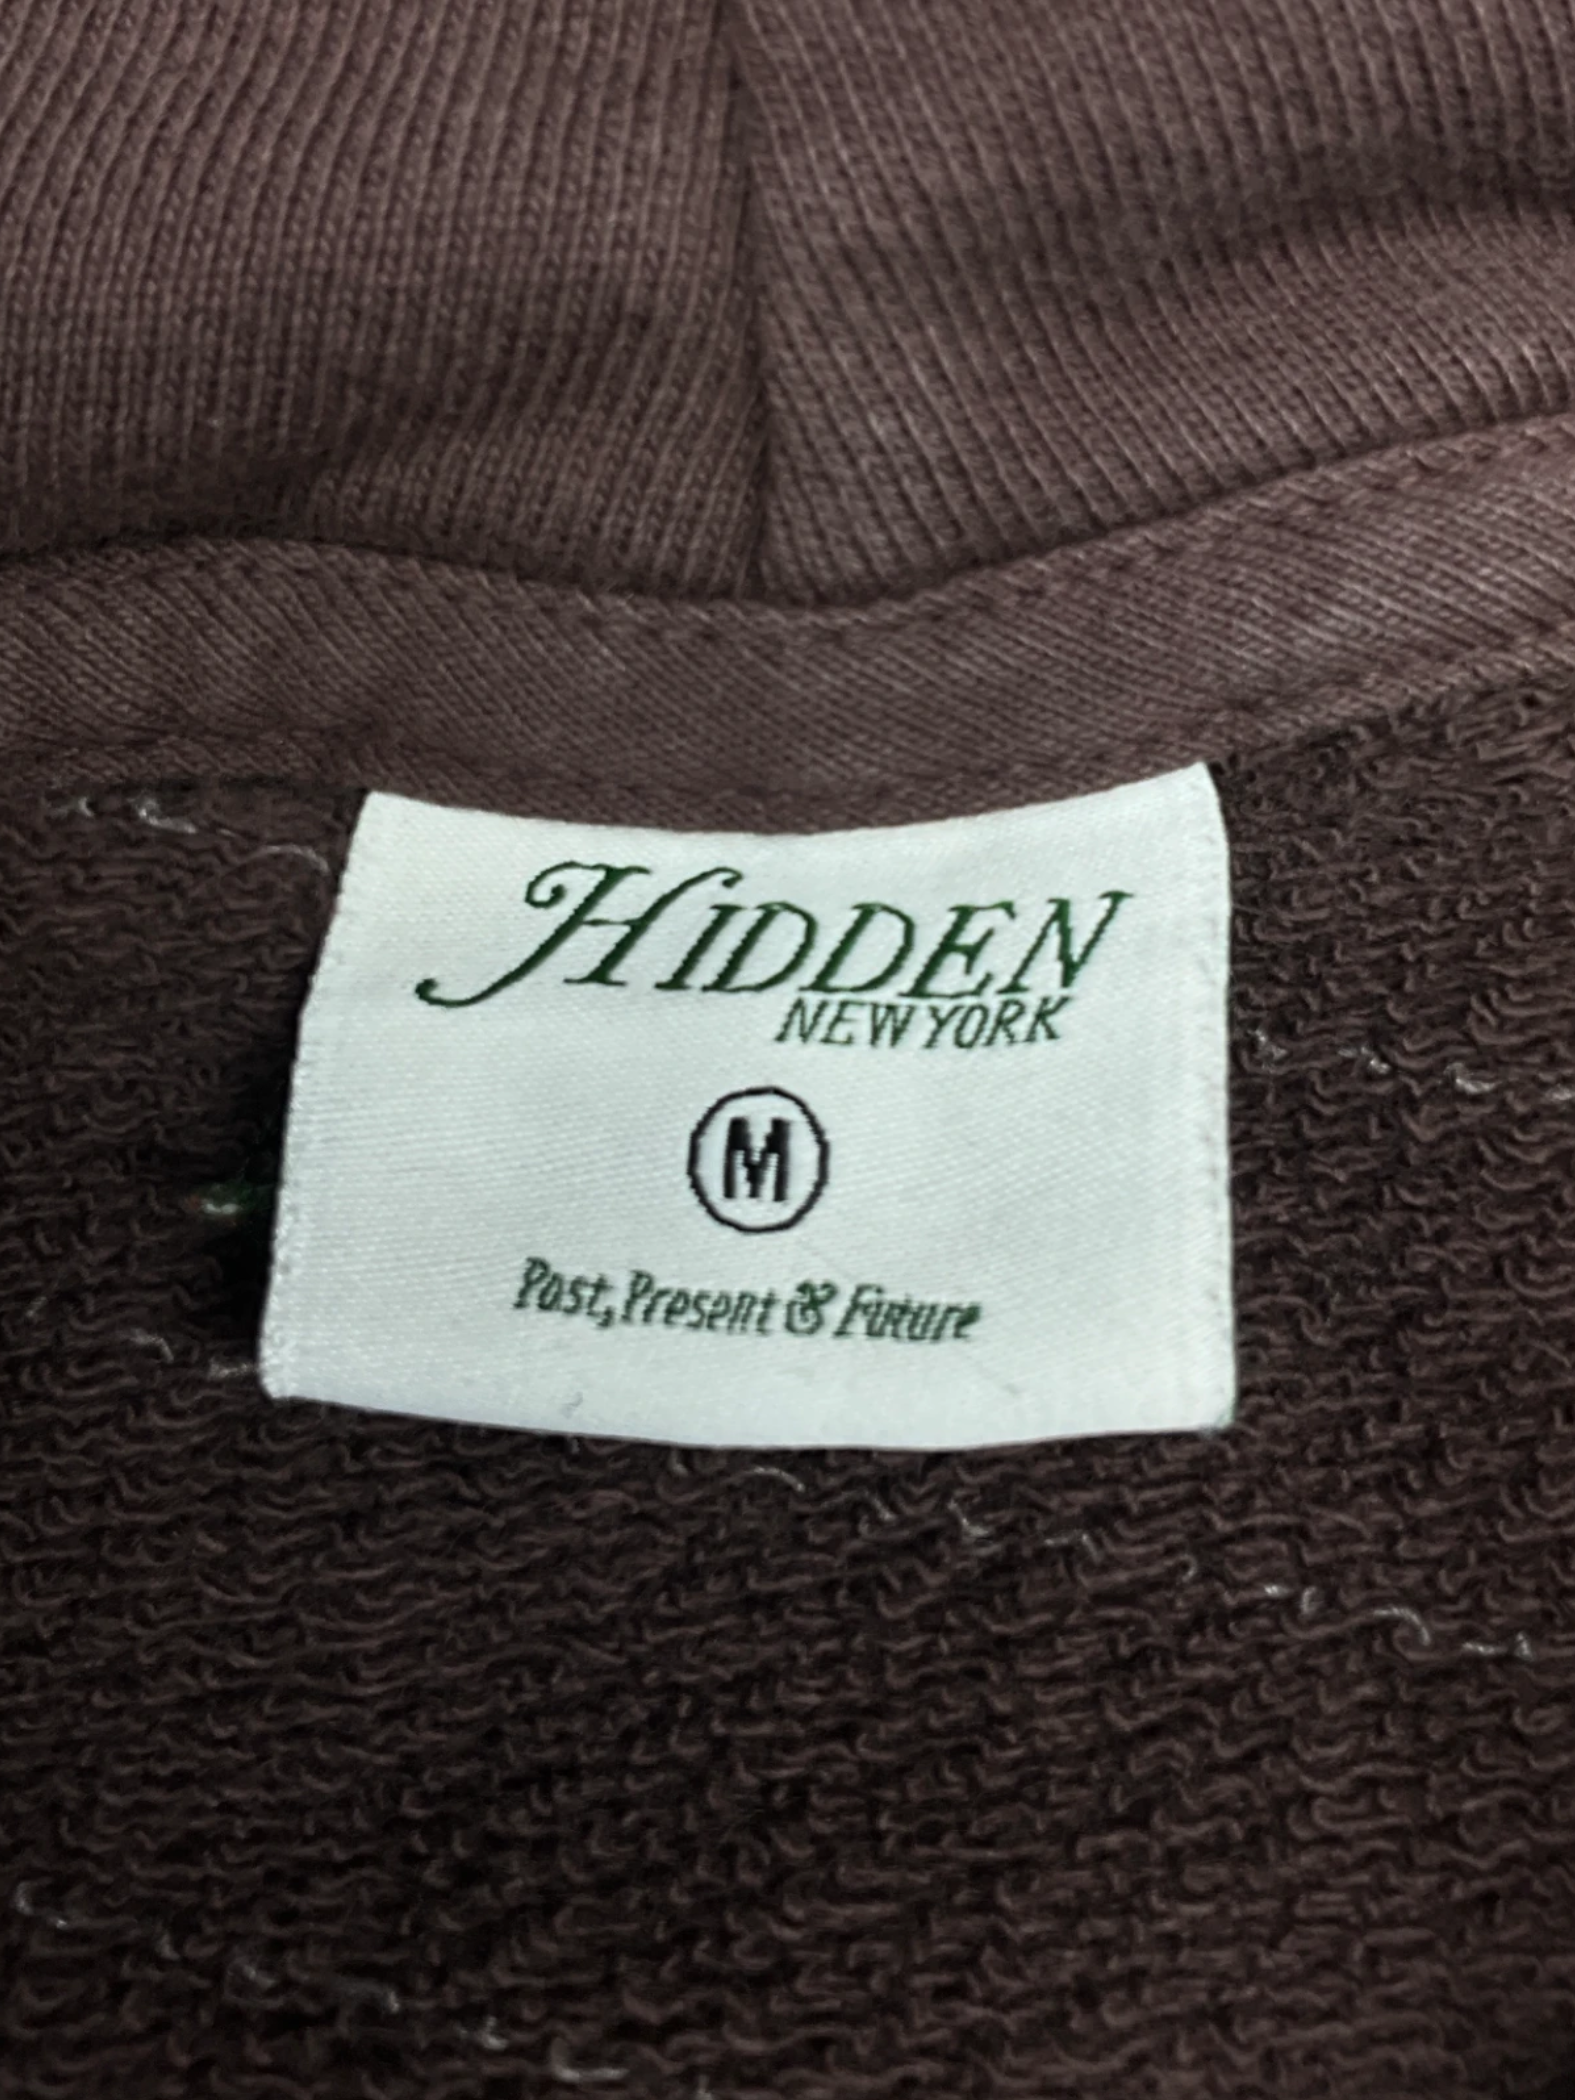 HIDDEN
NEW YORK
M
Past, Present & Future